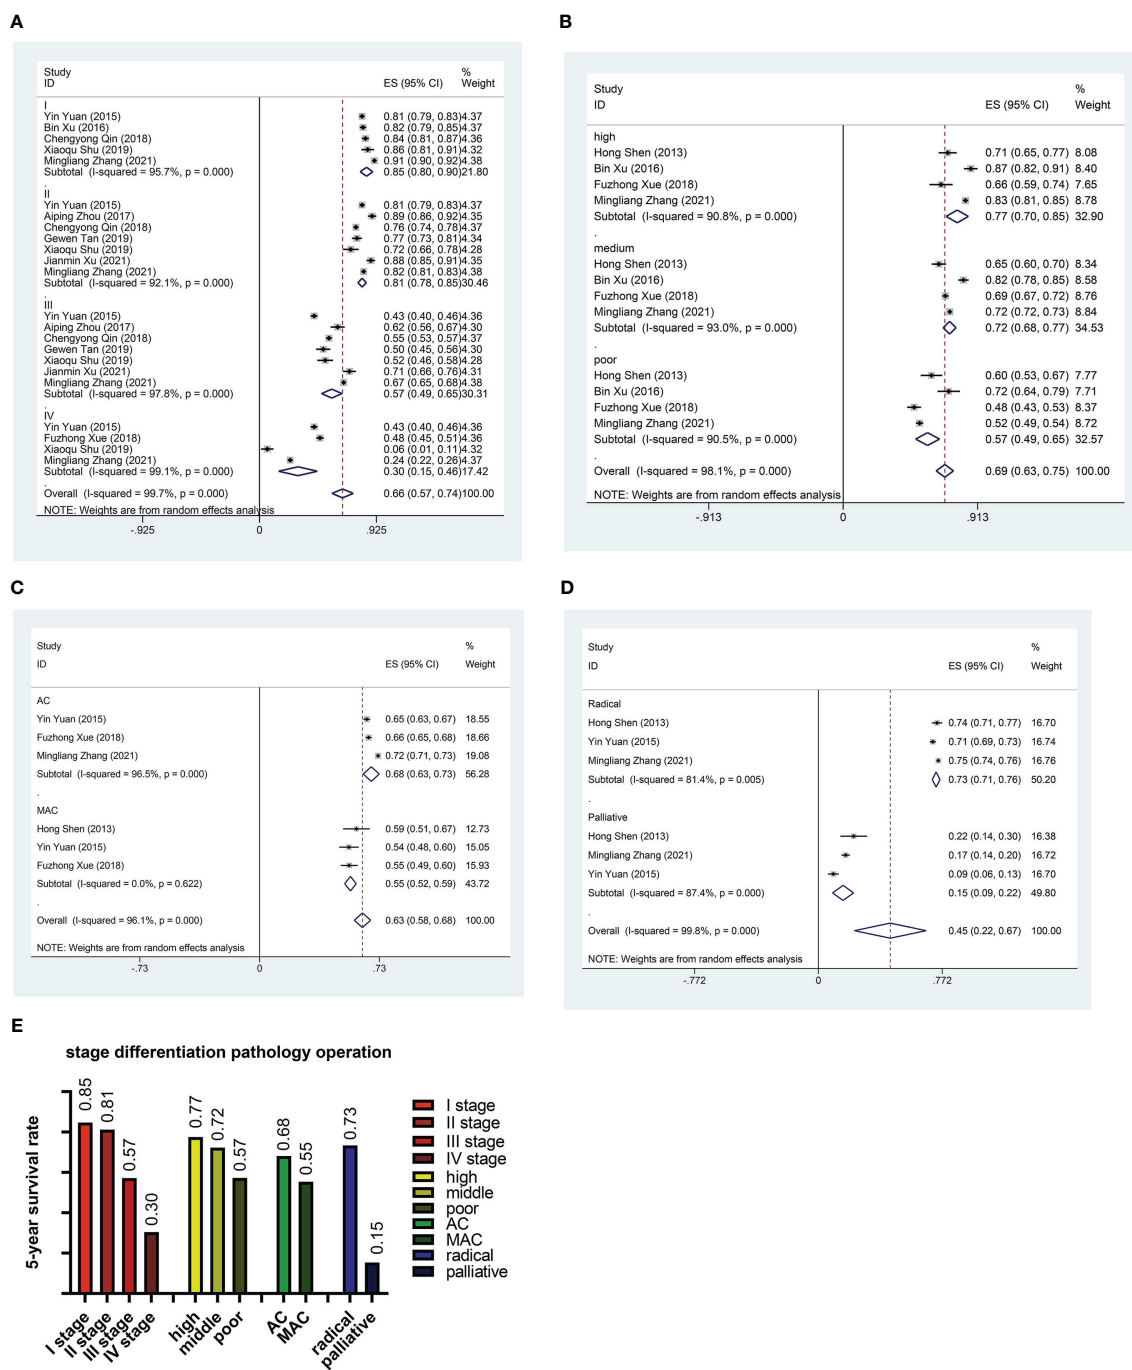 A
Study
ID
ES (95% CI)
%
Weight
I
Yin Yuan (2015) 0.81 (0.79, 0.83) 4.37
Bin Xu (2016) 0.82 (0.79, 0.85) 4.37
Chengyong Qin (2018) 0.84 (0.81, 0.87) 4.36
Xiaoqu Shu (2019) 0.86 (0.81, 0.91) 4.32
Mingliang Zhang (2021) 0.91 (0.90, 0.92) 4.38
Subtotal (I-squared = 95.7%, p = 0.000) 0.85 (0.80, 0.90) 21.80
.
II
Yin Yuan (2015) 0.81 (0.79, 0.83) 4.37
Aiping Zhou (2017) 0.89 (0.86, 0.92) 4.35
Chengyong Qin (2018) 0.76 (0.74, 0.78) 4.37
Gewen Tan (2019) 0.77 (0.73, 0.81) 4.34
Xiaoqu Shu (2019) 0.72 (0.66, 0.78) 4.28
Jianmin Xu (2021) 0.88 (0.85, 0.91) 4.35
Mingliang Zhang (2021) 0.82 (0.81, 0.83) 4.38
Subtotal (I-squared = 92.1%, p = 0.000) 0.81 (0.78, 0.85) 30.46
.
III
Yin Yuan (2015) 0.43 (0.40, 0.46) 4.36
Aiping Zhou (2017) 0.62 (0.56, 0.67) 4.30
Chengyong Qin (2018) 0.55 (0.53, 0.57) 4.37
Gewen Tan (2019) 0.50 (0.45, 0.56) 4.30
Xiaoqu Shu (2019) 0.52 (0.46, 0.58) 4.28
Jianmin Xu (2021) 0.71 (0.66, 0.76) 4.31
Mingliang Zhang (2021) 0.67 (0.65, 0.68) 4.38
Subtotal (I-squared = 97.8%, p = 0.000) 0.57 (0.49, 0.65) 30.31
.
IV
Yin Yuan (2015) 0.43 (0.40, 0.46) 4.36
Fuzhong Xue (2018) 0.48 (0.45, 0.51) 4.36
Xiaoqu Shu (2019) 0.06 (0.01, 0.11) 4.32
Mingliang Zhang (2021) 0.24 (0.22, 0.26) 4.37
Subtotal (I-squared = 99.1%, p = 0.000) 0.30 (0.15, 0.46) 17.42
.
Overall (I-squared = 99.7%, p = 0.000) 0.66 (0.57, 0.74) 100.00
NOTE: Weights are from random effects analysis
-.925 0 .925
B
Study
ID
ES (95% CI)
%
Weight
high
Hong Shen (2013) 0.71 (0.65, 0.77) 8.08
Bin Xu (2016) 0.87 (0.82, 0.91) 8.40
Fuzhong Xue (2018) 0.66 (0.59, 0.74) 7.65
Mingliang Zhang (2021) 0.83 (0.81, 0.85) 8.78
Subtotal (I-squared = 90.8%, p = 0.000) 0.77 (0.70, 0.85) 32.90
.
medium
Hong Shen (2013) 0.65 (0.60, 0.70) 8.34
Bin Xu (2016) 0.82 (0.78, 0.85) 8.58
Fuzhong Xue (2018) 0.69 (0.67, 0.72) 8.76
Mingliang Zhang (2021) 0.72 (0.72, 0.73) 8.84
Subtotal (I-squared = 93.0%, p = 0.000) 0.72 (0.68, 0.77) 34.53
.
poor
Hong Shen (2013) 0.60 (0.53, 0.67) 7.77
Bin Xu (2016) 0.72 (0.64, 0.79) 7.71
Fuzhong Xue (2018) 0.48 (0.43, 0.53) 8.37
Mingliang Zhang (2021) 0.52 (0.49, 0.54) 8.72
Subtotal (I-squared = 90.5%, p = 0.000) 0.57 (0.49, 0.65) 32.57
.
Overall (I-squared = 98.1%, p = 0.000) 0.69 (0.63, 0.75) 100.00
NOTE: Weights are from random effects analysis
-.913 0 .913
C
Study
ID
ES (95% CI)
%
Weight
AC
Yin Yuan (2015) 0.65 (0.63, 0.67) 18.55
Fuzhong Xue (2018) 0.66 (0.65, 0.68) 18.66
Mingliang Zhang (2021) 0.72 (0.71, 0.73) 19.08
Subtotal (I-squared = 96.5%, p = 0.000) 0.68 (0.63, 0.73) 56.28
.
MAC
Hong Shen (2013) 0.59 (0.51, 0.67) 12.73
Yin Yuan (2015) 0.54 (0.48, 0.60) 15.05
Fuzhong Xue (2018) 0.55 (0.49, 0.60) 15.93
Subtotal (I-squared = 0.0%, p = 0.622) 0.55 (0.52, 0.59) 43.72
.
Overall (I-squared = 96.1%, p = 0.000) 0.63 (0.58, 0.68) 100.00
NOTE: Weights are from random effects analysis
-.73 0 .73
D
Study
ID
ES (95% CI)
%
Weight
Radical
Hong Shen (2013) 0.74 (0.71, 0.77) 16.70
Yin Yuan (2015) 0.71 (0.69, 0.73) 16.74
Mingliang Zhang (2021) 0.75 (0.74, 0.76) 16.76
Subtotal (I-squared = 81.4%, p = 0.005) 0.73 (0.71, 0.76) 50.20
.
Palliative
Hong Shen (2013) 0.22 (0.14, 0.30) 16.38
Mingliang Zhang (2021) 0.17 (0.14, 0.20) 16.72
Yin Yuan (2015) 0.09 (0.06, 0.13) 16.70
Subtotal (I-squared = 87.4%, p = 0.000) 0.15 (0.09, 0.22) 49.80
.
Overall (I-squared = 99.8%, p = 0.000) 0.45 (0.22, 0.67) 100.00
NOTE: Weights are from random effects analysis
-.772 0 .772
E
stage differentiation pathology operation
5-year survival rate
0.85
0.81
0.57
0.30
0.77
0.72
0.57
0.68
0.55
0.73
0.15
I stage
II stage
III stage
IV stage
high
middle
poor
AC
MAC
radical
palliative
I stage
II stage
III stage
IV stage
high
middle
poor
AC
MAC
radical
palliative